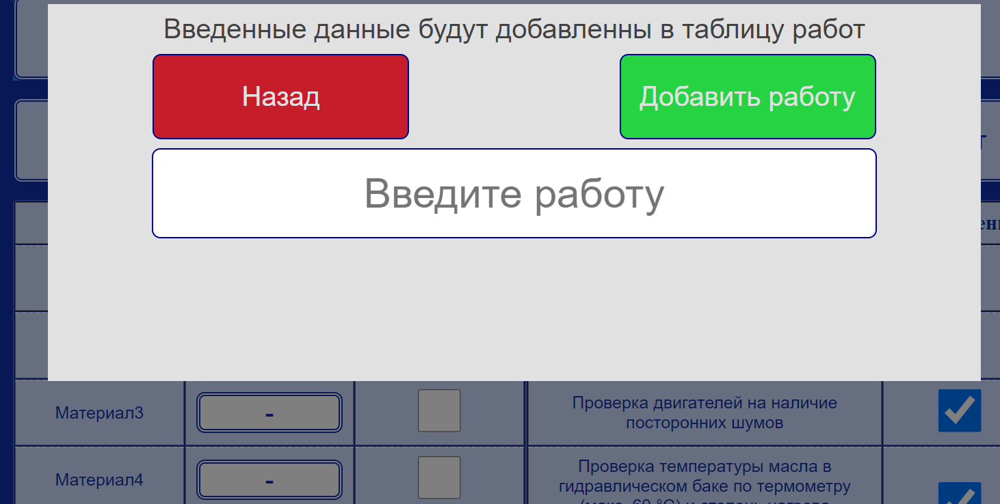 Введенные данные будут добавленны в таблицу работ
Назад
Добавить работу
Введите работу
Материал3
-
Проверка двигателей на наличие
посторонних шумов
Материал4
-
Проверка температуры масла в
гидравлическом баке по термометру